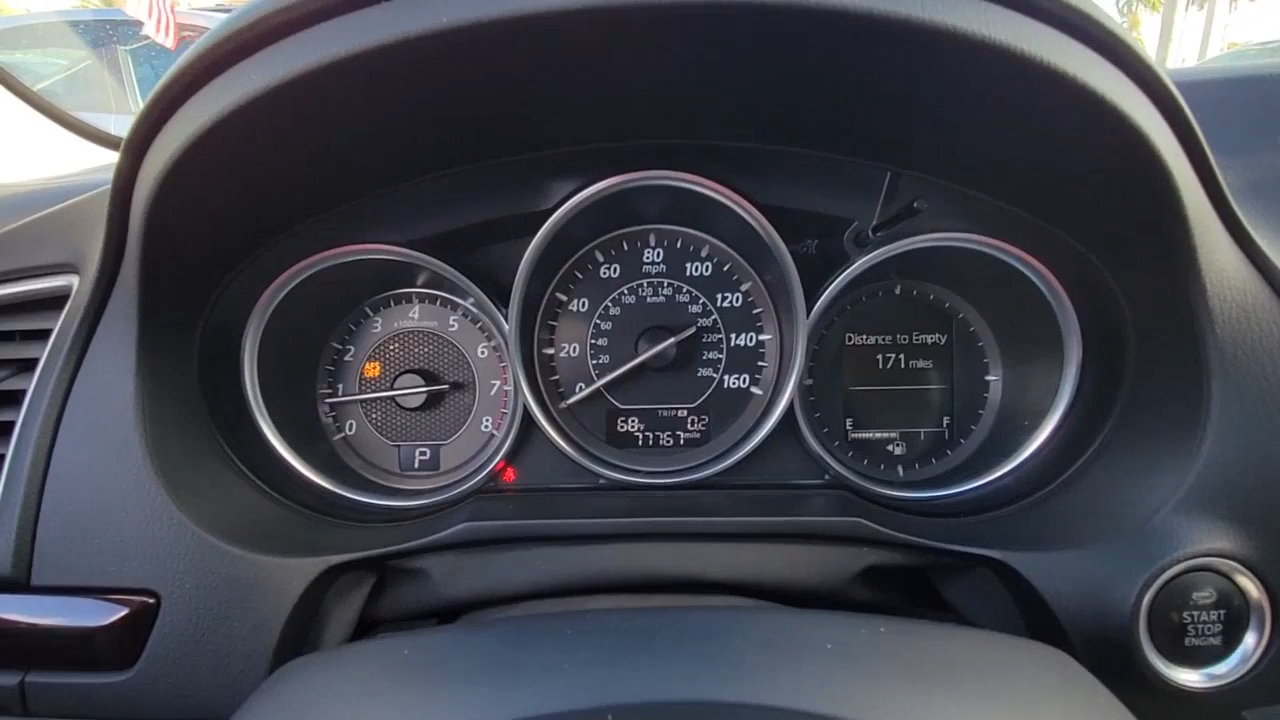 0 1 2 3 4 5 6 7 8
x1000r/min
AFS
OFF
P
0 20 40 60 80 100 120 140 160
mph
20 40 60 80 100 120 140 160 180 200 220 240 260
km/h
TRIP
68°F 0.2
77767 mile
Distance to Empty
171 miles
E F
START
STOP
ENGINE